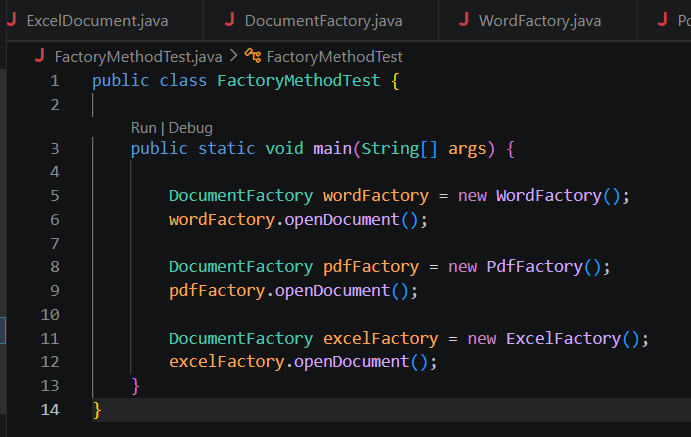 ExcelDocument.java DocumentFactory.java WordFactory.java
FactoryMethodTest.java > FactoryMethodTest
1 public class FactoryMethodTest {
2
Run | Debug
3 public static void main(String[] args) {
4
5 DocumentFactory wordFactory = new WordFactory();
6 wordFactory.openDocument();
7
8 DocumentFactory pdfFactory = new PdfFactory();
9 pdfFactory.openDocument();
10
11 DocumentFactory excelFactory = new ExcelFactory();
12 excelFactory.openDocument();
13 }
14 }